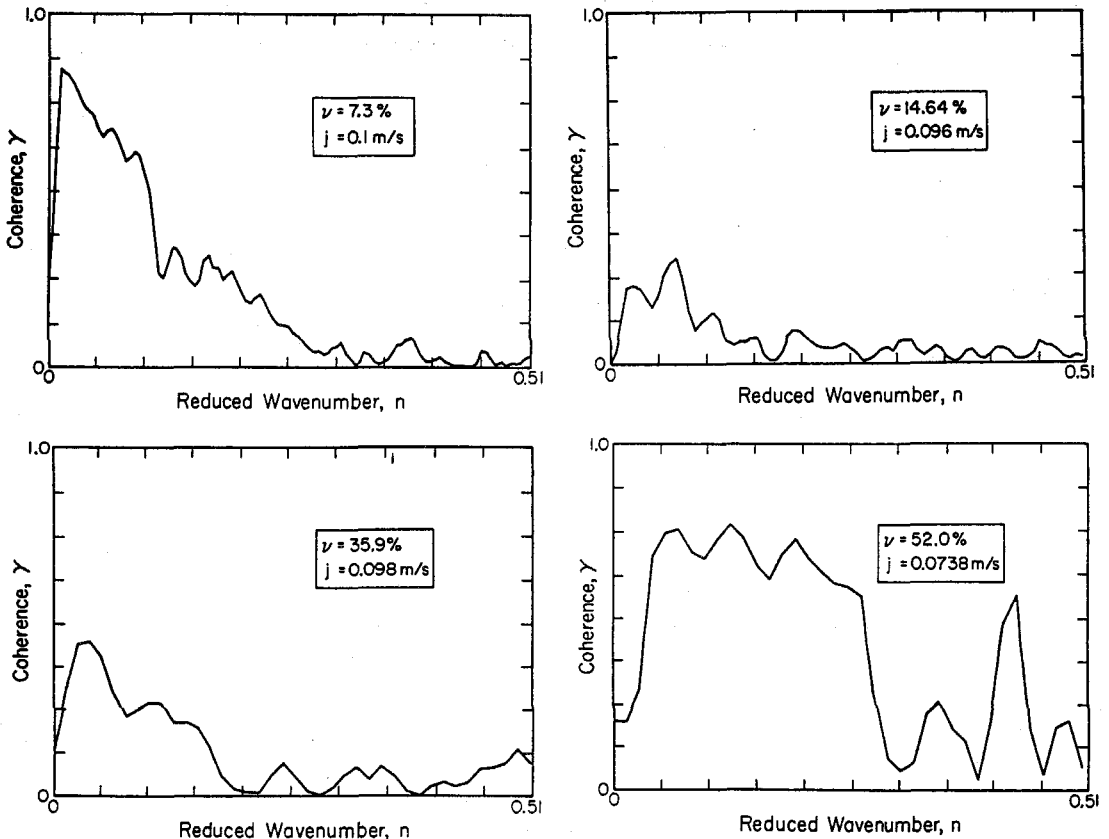 1.0
Coherence, γ
ν = 7.3 %
j = 0.1 m/s
0
0
0.51
Reduced Wavenumber, n
1.0
Coherence, γ
ν = 14.64 %
j = 0.096 m/s
0
0
0.51
Reduced Wavenumber, n
1.0
Coherence, γ
ν = 35.9%
j = 0.098 m/s
0
0
0.51
Reduced Wavenumber, n
1.0
Coherence, γ
ν = 52.0%
j = 0.0738 m/s
0
0
0.51
Reduced Wavenumber, n